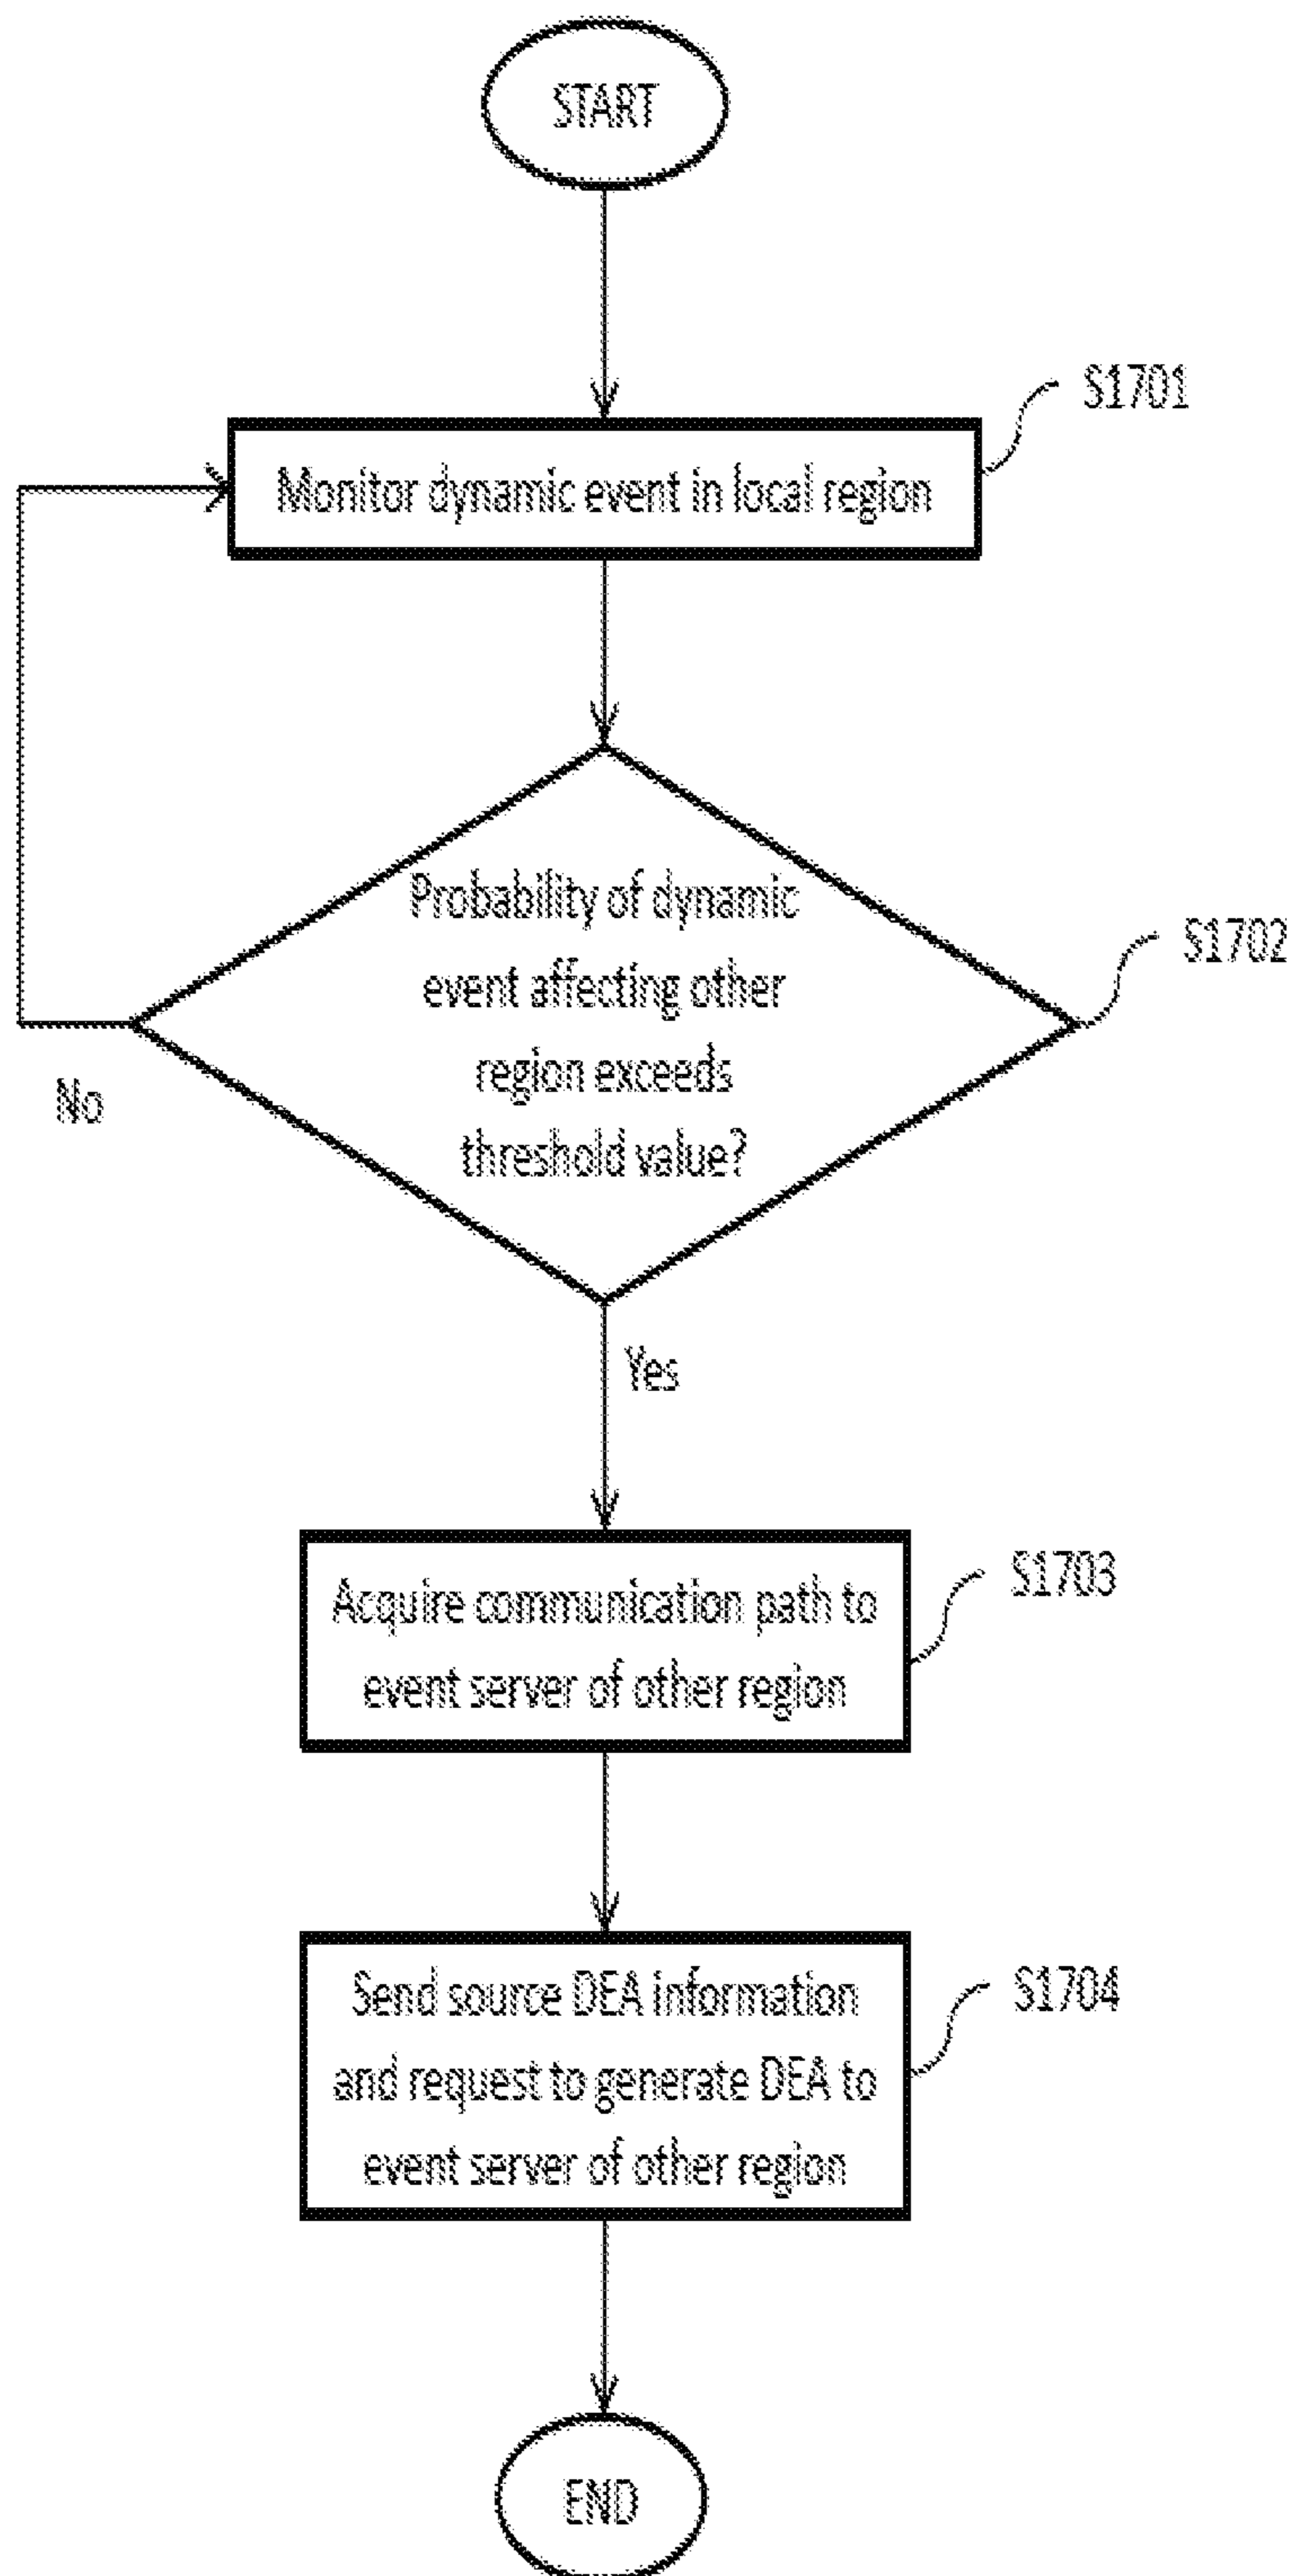 START
S1701
Monitor dynamic event in local region
Probability of dynamic
event affecting other
region exceeds
threshold value?
S1702
No
Yes
S1703
Acquire communication path to
event server of other region
S1704
Send source DEA information
and request to generate DEA to
event server of other region
END